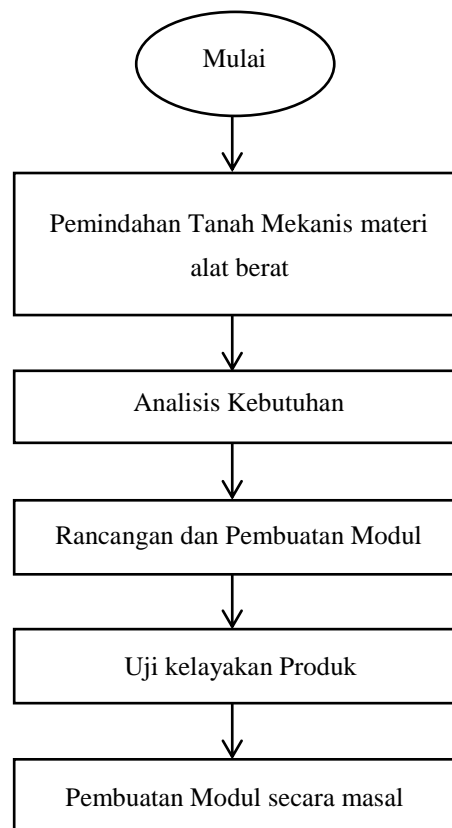 Mulai
Pemindahan Tanah Mekanis materi
alat berat
Analisis Kebutuhan
Rancangan dan Pembuatan Modul
Uji kelayakan Produk
Pembuatan Modul secara masal